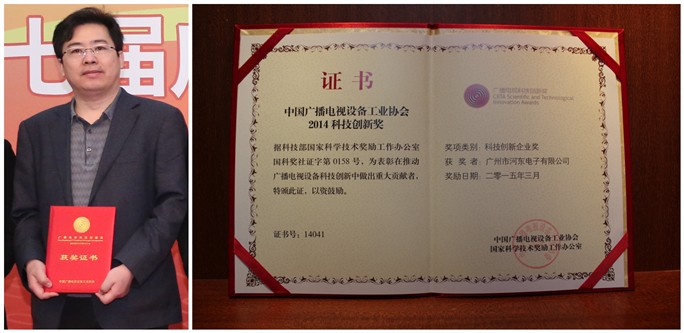 七届
获奖证书
证书
中国广播电视设备工业协会
2014 科技创新奖
据科技部国家科学技术奖励工作办公室
国科奖社证字第0158号，为表彰在推动
广播电视设备科技创新中做出重大贡献者，
特颁此证，以资鼓励。
证书号：14041
Scientific and Technological
Innovation Awards
奖项类别：科技创新企业奖
获 奖 者：广州市河东电子有限公司
奖励日期：二零一五年三月
中国广播电视设备工业协会
国家科学技术奖励工作办公室